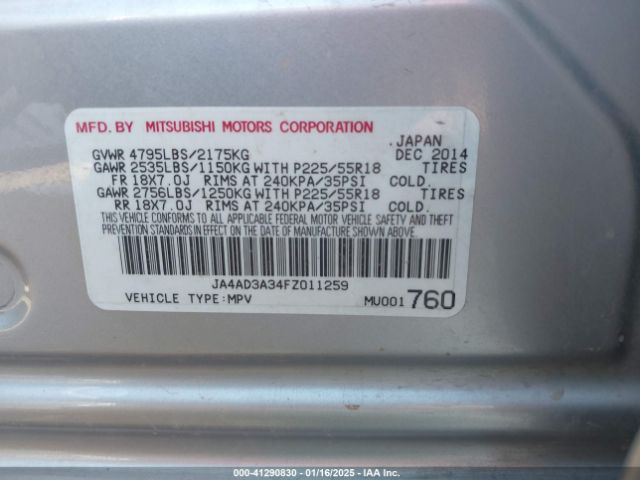 MFD. BY MITSUBISHI MOTORS CORPORATION
JAPAN
GVWR 4795LBS/2175KG DEC 2014
GAWR 2535LBS/1150KG WITH P225/55R18 TIRES
FR 18X7.0J RIMS AT 240KPA/35PSI COLD.
GAWR 2756LBS/1250KG WITH P225/55R18 TIRES
RR 18X7.0J RIMS AT 240KPA/35PSI COLD.
THIS VEHICLE CONFORMS TO ALL APPLICABLE FEDERAL MOTOR VEHICLE SAFETY AND THEFT
PREVENTION STANDARDS IN EFFECT ON THE DATE OF MANUFACTURE SHOWN ABOVE.
JA4AD3A34FZ011259
VEHICLE TYPE:MPV MU001 760
000-41290830 - 01/16/2025 - IAA Inc.